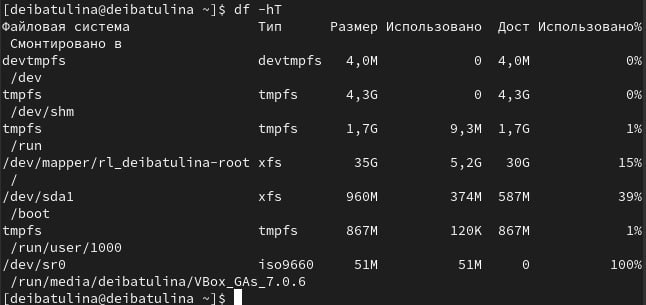 [deibatulina@deibatulina ~]$ df -hT
Файловая система Тип Размер Использовано Дост Использовано%
Смонтировано в
devtmpfs devtmpfs 4,0M 0 4,0M 0%
/dev
tmpfs tmpfs 4,3G 0 4,3G 0%
/dev/shm
tmpfs tmpfs 1,7G 9,3M 1,7G 1%
/run
/dev/mapper/rl_deibatulina-root xfs 35G 5,2G 30G 15%
/
/dev/sda1 xfs 960M 374M 587M 39%
/boot
tmpfs tmpfs 867M 120K 867M 1%
/run/user/1000
/dev/sr0 iso9660 51M 51M 0 100%
/run/media/deibatulina/VBox_GAs_7.0.6
[deibatulina@deibatulina ~]$